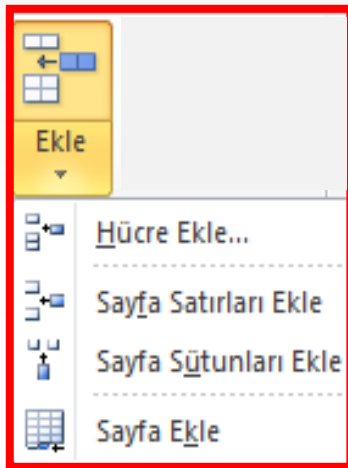 Ekle
Hücre Ekle...
Sayfa Satırları Ekle
Sayfa Sütunları Ekle
Sayfa Ekle